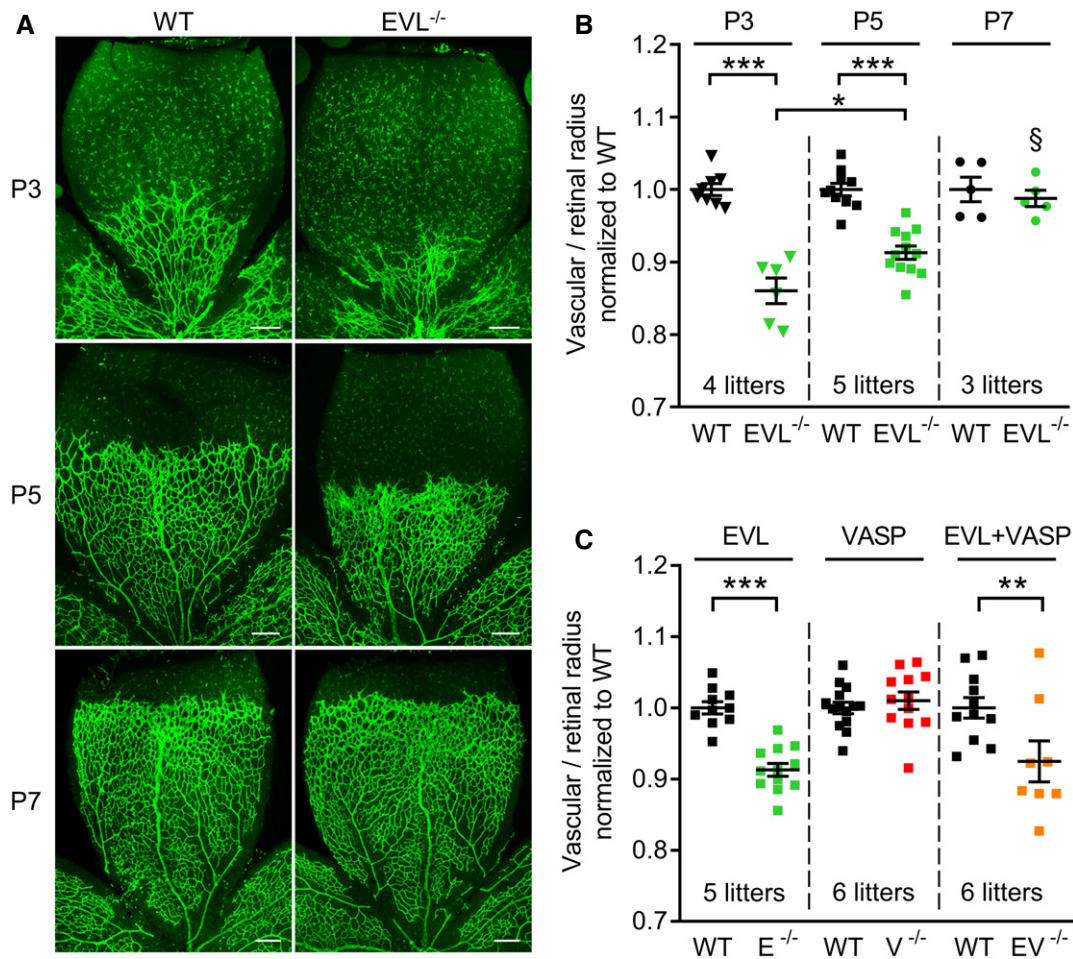 A
WT EVL-/-
P3
P5
P7
B
P3 P5 P7
*** *** * §
Vascular / retinal radius
normalized to WT
1.2
1.1
1.0
0.9
0.8
0.7
4 litters 5 litters 3 litters
WT EVL-/- WT EVL-/- WT EVL-/-
C
EVL VASP EVL+VASP
*** **
Vascular / retinal radius
normalized to WT
1.2
1.1
1.0
0.9
0.8
0.7
5 litters 6 litters 6 litters
WT E-/- WT V-/- WT EV-/-